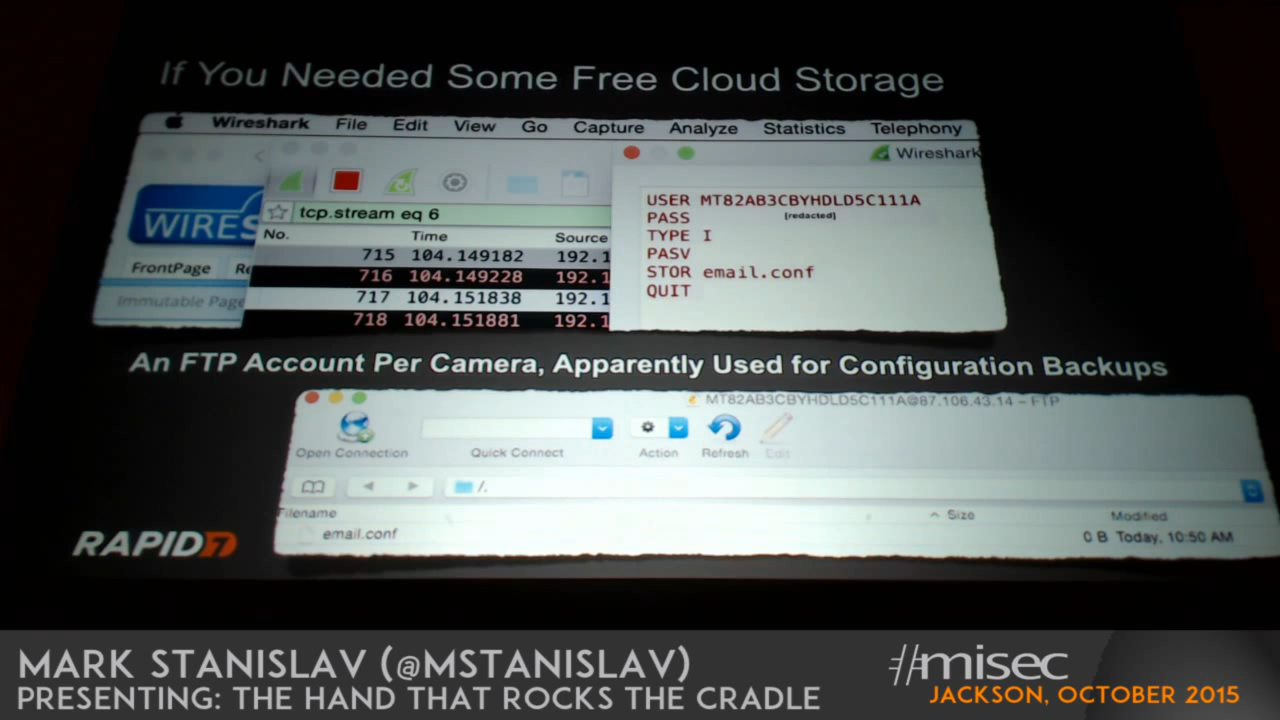 If You Needed Some Free Cloud Storage
Wireshark File Edit View Go Capture Analyze Statistics Telephony
Wireshark
WIRES
tcp.stream eq 6
No. Time Source
715 104.149182 192.1
716 104.149228 192.1
717 104.151838 192.1
718 104.151881 192.1
FrontPage Re
Immutable Page
USER MT82AB3CBYHDLD5C111A
PASS [redacted]
TYPE I
PASV
STOR email.conf
QUIT
An FTP Account Per Camera, Apparently Used for Configuration Backups
MT82AB3CBYHDLD5C111A@87.106.43.14 – FTP
Open Connection Quick Connect Action Refresh Edit
/.
Filename Size Modified
email.conf 0 B Today, 10:50 AM
RAPID7
MARK STANISLAV (@MSTANISLAV)
PRESENTING: THE HAND THAT ROCKS THE CRADLE
#misec
JACKSON, OCTOBER 2015